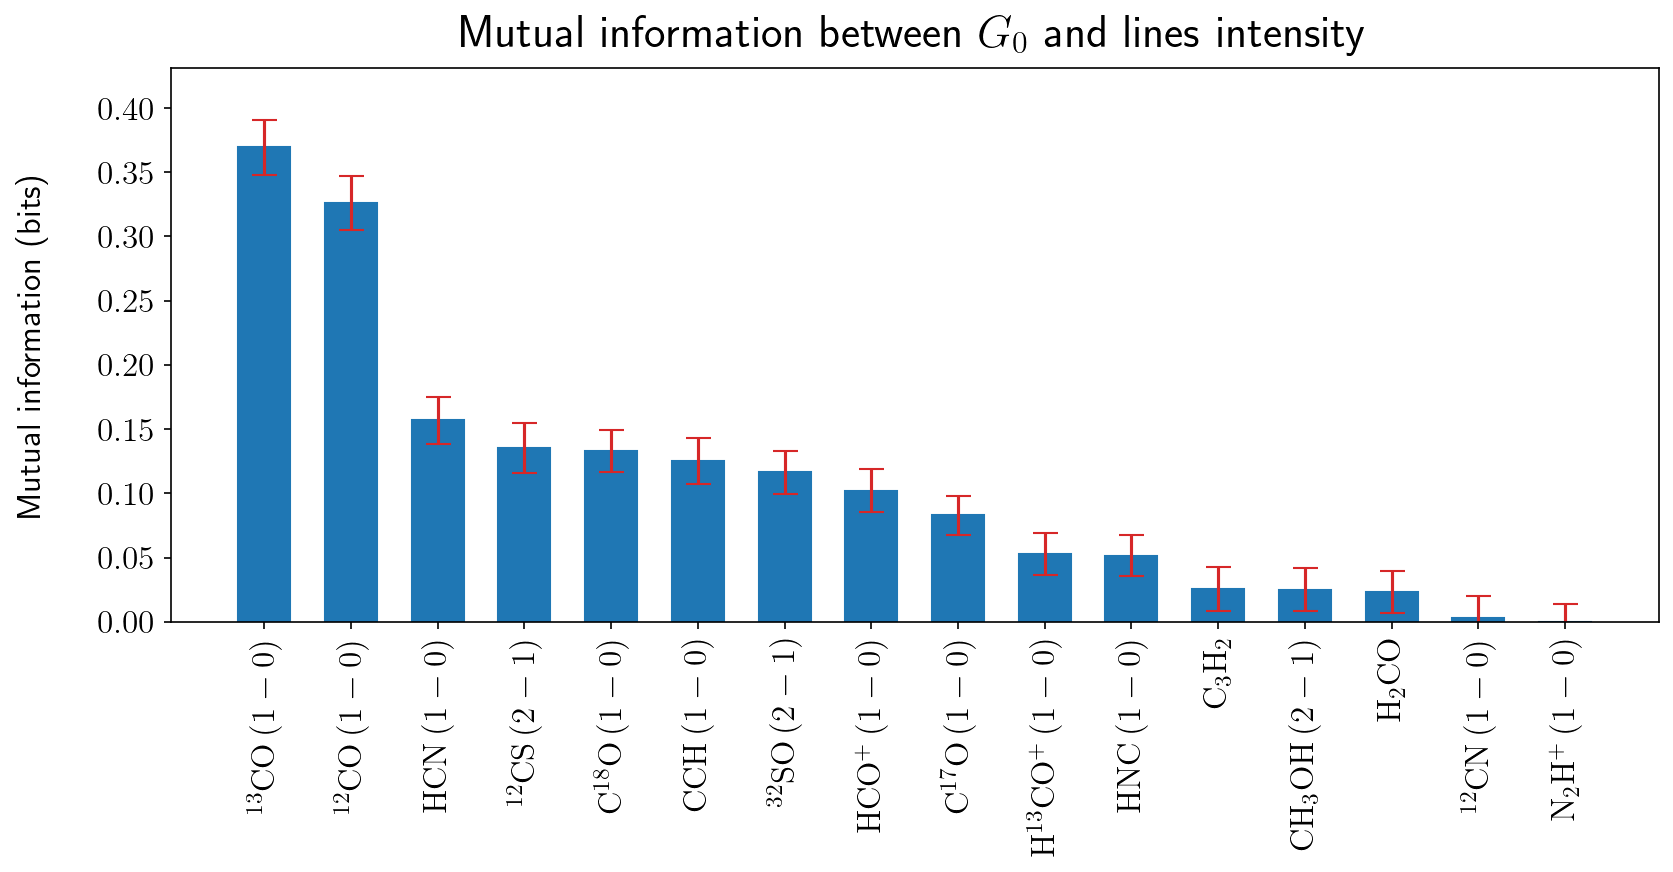 Mutual information between G₀ and lines intensity
Mutual information (bits)
0.40
0.35
0.30
0.25
0.20
0.15
0.10
0.05
0.00
¹³CO (1 − 0)
¹²CO (1 − 0)
HCN (1 − 0)
¹²CS (2 − 1)
C¹⁸O (1 − 0)
CCH (1 − 0)
³²SO (2 − 1)
HCO⁺ (1 − 0)
C¹⁷O (1 − 0)
H¹³CO⁺ (1 − 0)
HNC (1 − 0)
C₃H₂
CH₃OH (2 − 1)
H₂CO
¹²CN (1 − 0)
N₂H⁺ (1 − 0)